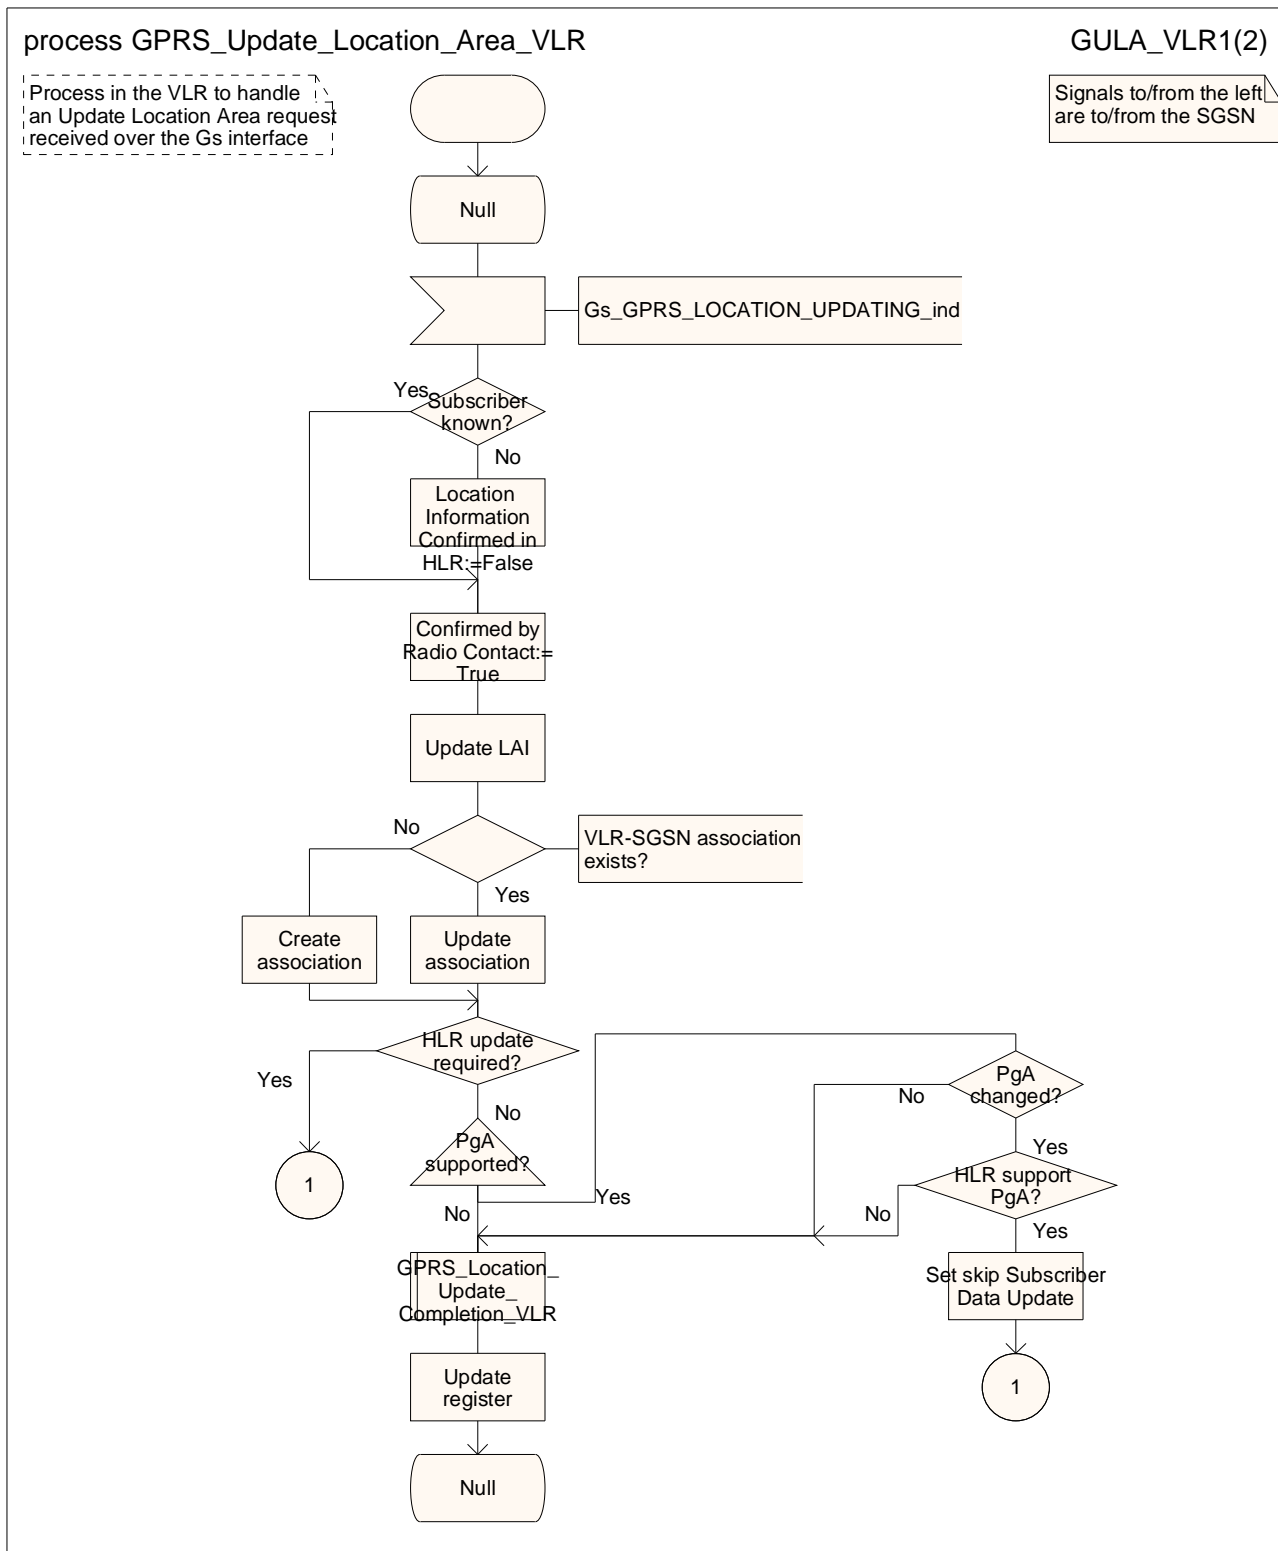 process GPRS_Update_Location_Area_VLR
GULA_VLR1(2)
Process in the VLR to handle
an Update Location Area request
received over the Gs interface
Signals to/from the left
are to/from the SGSN
Null
Gs_GPRS_LOCATION_UPDATING_ind
Yes
Subscriber
known?
No
Location
Information
Confirmed in
HLR:=False
Confirmed by
Radio Contact:=
True
Update LAI
No
VLR-SGSN association
exists?
Yes
Create
association
Update
association
HLR update
required?
Yes
No
PgA
changed?
No
Yes
PgA
supported?
1
Yes
No
HLR support
PgA?
No
Yes
GPRS_Location_
Update_
Completion_VLR
Set skip Subscriber
Data Update
Update
register
1
Null